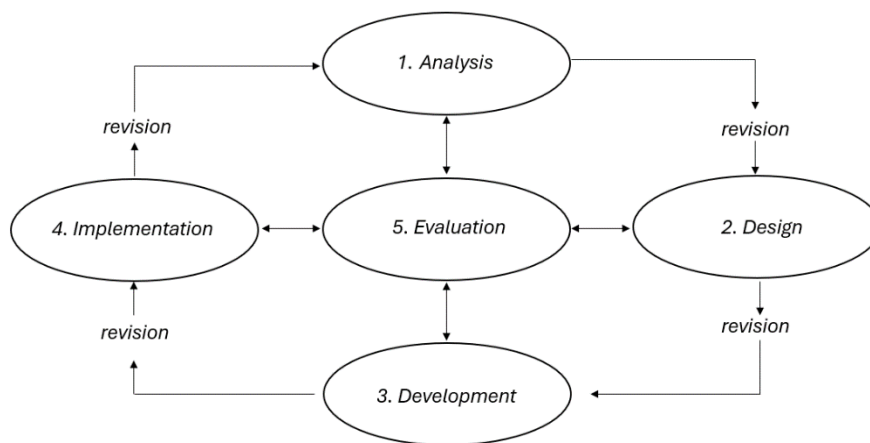 1. Analysis
revision
revision
4. Implementation
5. Evaluation
2. Design
revision
revision
3. Development